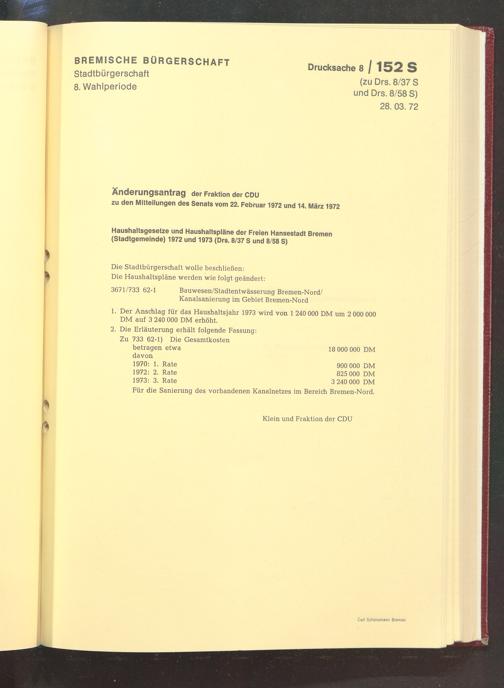 BREMISCHE BÜRGERSCHAFT
Stadtbürgerschaft
8. Wahlperiode
Drucksache 8 / 152 S
(zu Drs. 8/37 S
und Drs. 8/58 S)
28. 03. 72
Änderungsantrag der Fraktion der CDU
zu den Mitteilungen des Senats vom 22. Februar 1972 und 14. März 1972
Haushaltsgesetze und Haushaltspläne der Freien Hansestadt Bremen
(Stadtgemeinde) 1972 und 1973 (Drs. 8/37 S und 8/58 S)
Die Stadtbürgerschaft wolle beschließen:
Die Haushaltspläne werden wie folgt geändert:
3671/733 62-1 Bauwesen/Stadtentwässerung Bremen-Nord/
Kanalsanierung im Gebiet Bremen-Nord
1. Der Anschlag für das Haushaltsjahr 1973 wird von 1 240 000 DM um 2 000 000
DM auf 3 240 000 DM erhöht.
2. Die Erläuterung erhält folgende Fassung:
Zu 733 62-1) Die Gesamtkosten
betragen etwa 18 000 000 DM
davon
1970: 1. Rate 900 000 DM
1972: 2. Rate 825 000 DM
1973: 3. Rate 3 240 000 DM
Für die Sanierung des vorhandenen Kanalnetzes im Bereich Bremen-Nord.
Klein und Fraktion der CDU
Carl Schünemann Bremen